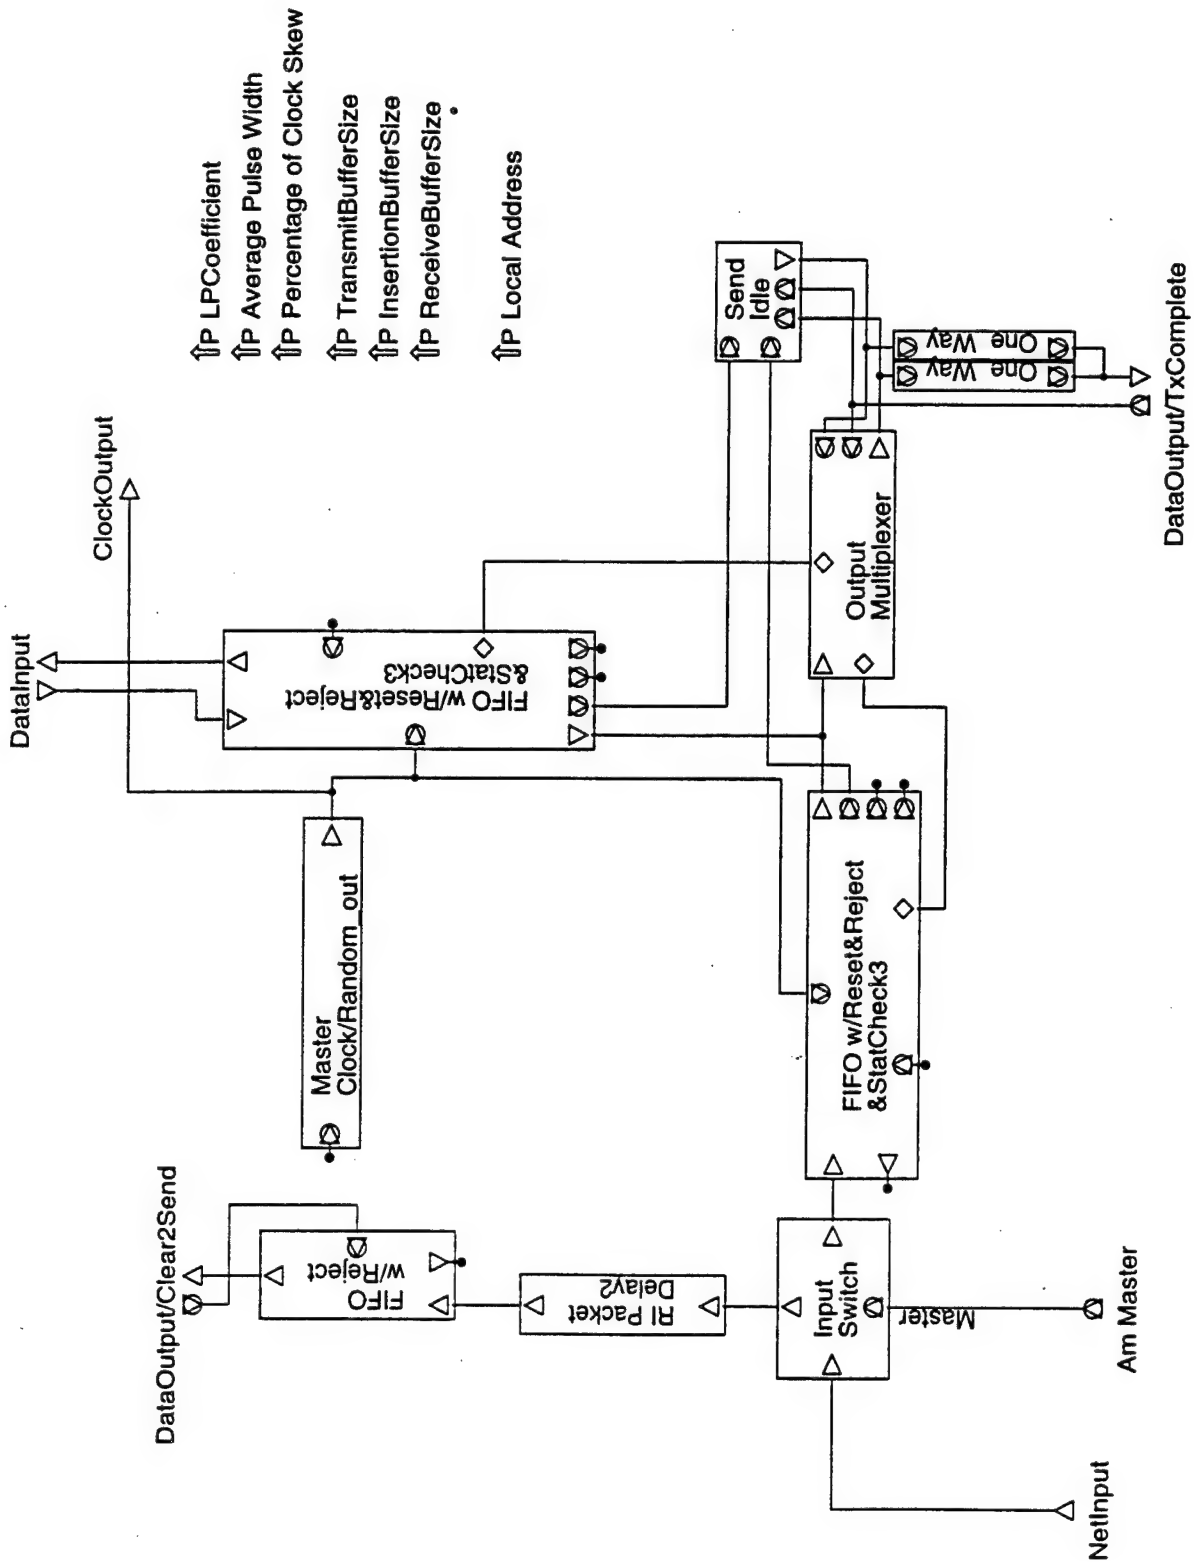 DataInput
ClockOutput
⇑P LPCoefficient
⇑P Average Pulse Width
⇑P Percentage of Clock Skew
⇑P TransmitBufferSize
⇑P InsertionBufferSize
⇑P ReceiveBufferSize
⇑P Local Address
DataOutput/Clear2Send
FIFO
w/Reject
Master
Clock/Random_out
FIFO w/Reset&Reject
&StatCheck3
RI Packet
Delay2
Send
Idle
Input
Switch
Master
FIFO w/Reset&Reject
&StatCheck3
Output
Multiplexer
One Way
One Way
NetInput
Am Master
DataOutput/TxComplete